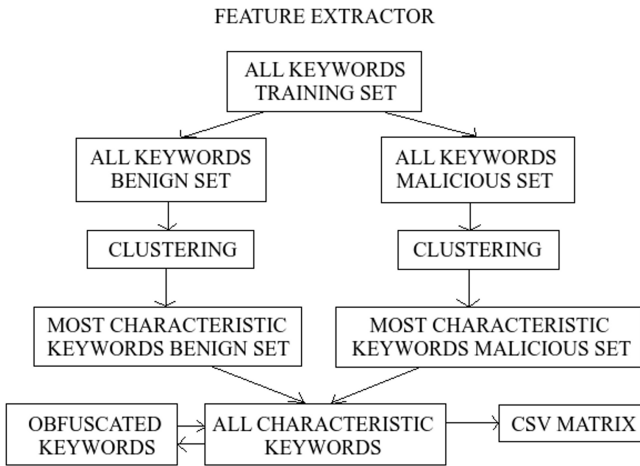 FEATURE EXTRACTOR
ALL KEYWORDS
TRAINING SET
ALL KEYWORDS
BENIGN SET
ALL KEYWORDS
MALICIOUS SET
CLUSTERING
CLUSTERING
MOST CHARACTERISTIC
KEYWORDS BENIGN SET
MOST CHARACTERISTIC
KEYWORDS MALICIOUS SET
OBFUSCATED
KEYWORDS
ALL CHARACTERISTIC
KEYWORDS
CSV MATRIX